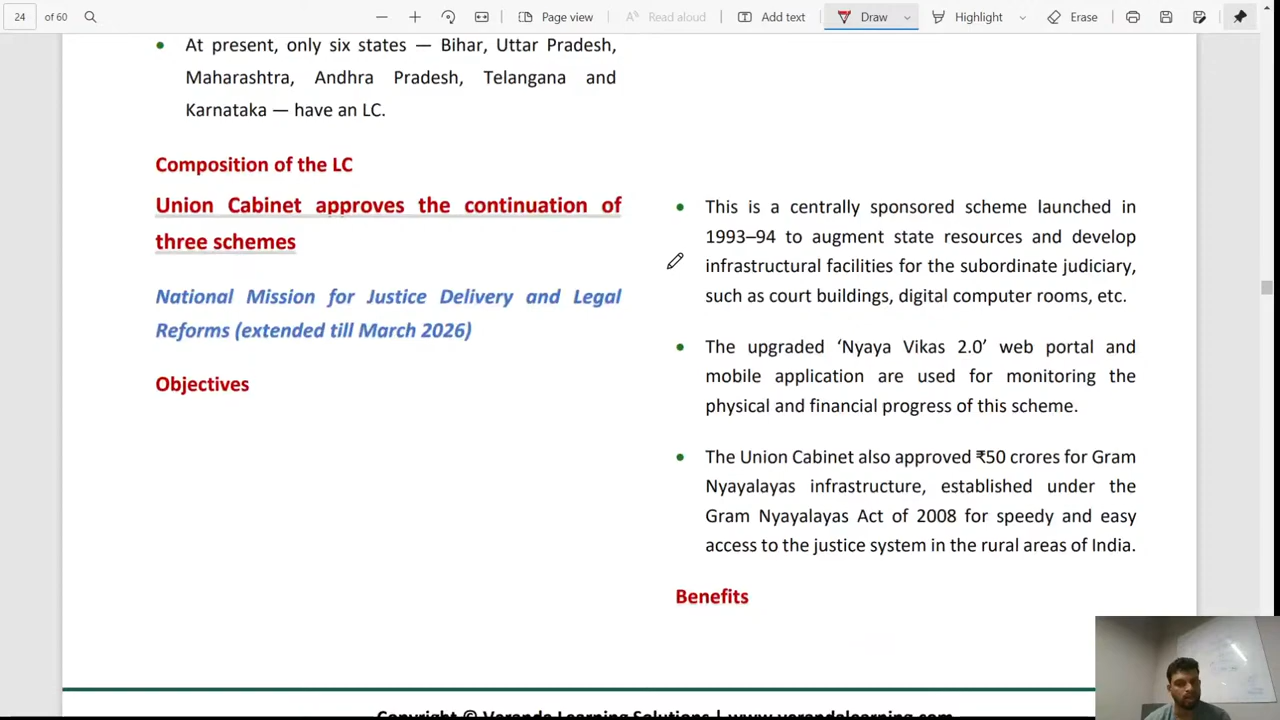 24 of 60
Page view
Read aloud
Add text
Draw
Highlight
Erase
At present, only six states — Bihar, Uttar Pradesh,
Maharashtra, Andhra Pradesh, Telangana and
Karnataka — have an LC.
Composition of the LC
Union Cabinet approves the continuation of
three schemes
National Mission for Justice Delivery and Legal
Reforms (extended till March 2026)
Objectives
This is a centrally sponsored scheme launched in
1993–94 to augment state resources and develop
infrastructural facilities for the subordinate judiciary,
such as court buildings, digital computer rooms, etc.
The upgraded ‘Nyaya Vikas 2.0’ web portal and
mobile application are used for monitoring the
physical and financial progress of this scheme.
The Union Cabinet also approved ₹50 crores for Gram
Nyayalayas infrastructure, established under the
Gram Nyayalayas Act of 2008 for speedy and easy
access to the justice system in the rural areas of India.
Benefits
Copyright © Veranda Learning Solutions | www.verandalearning.com